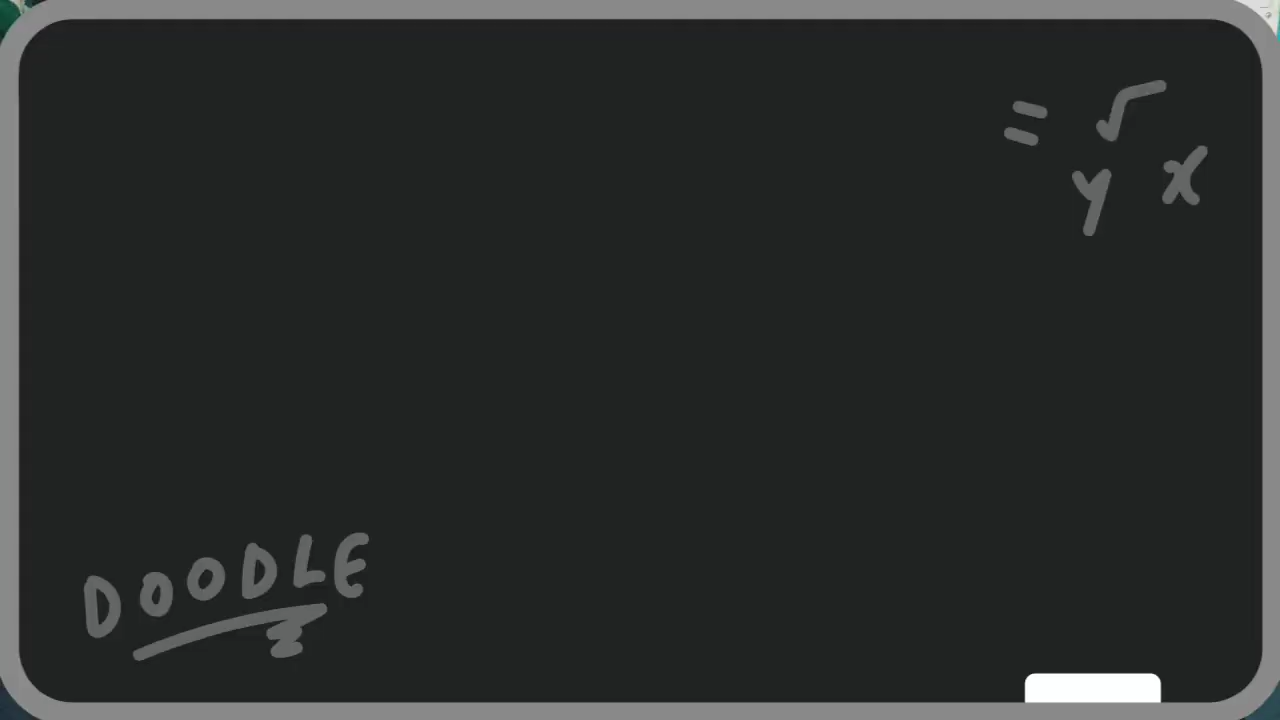 = √
y x
DOODLE